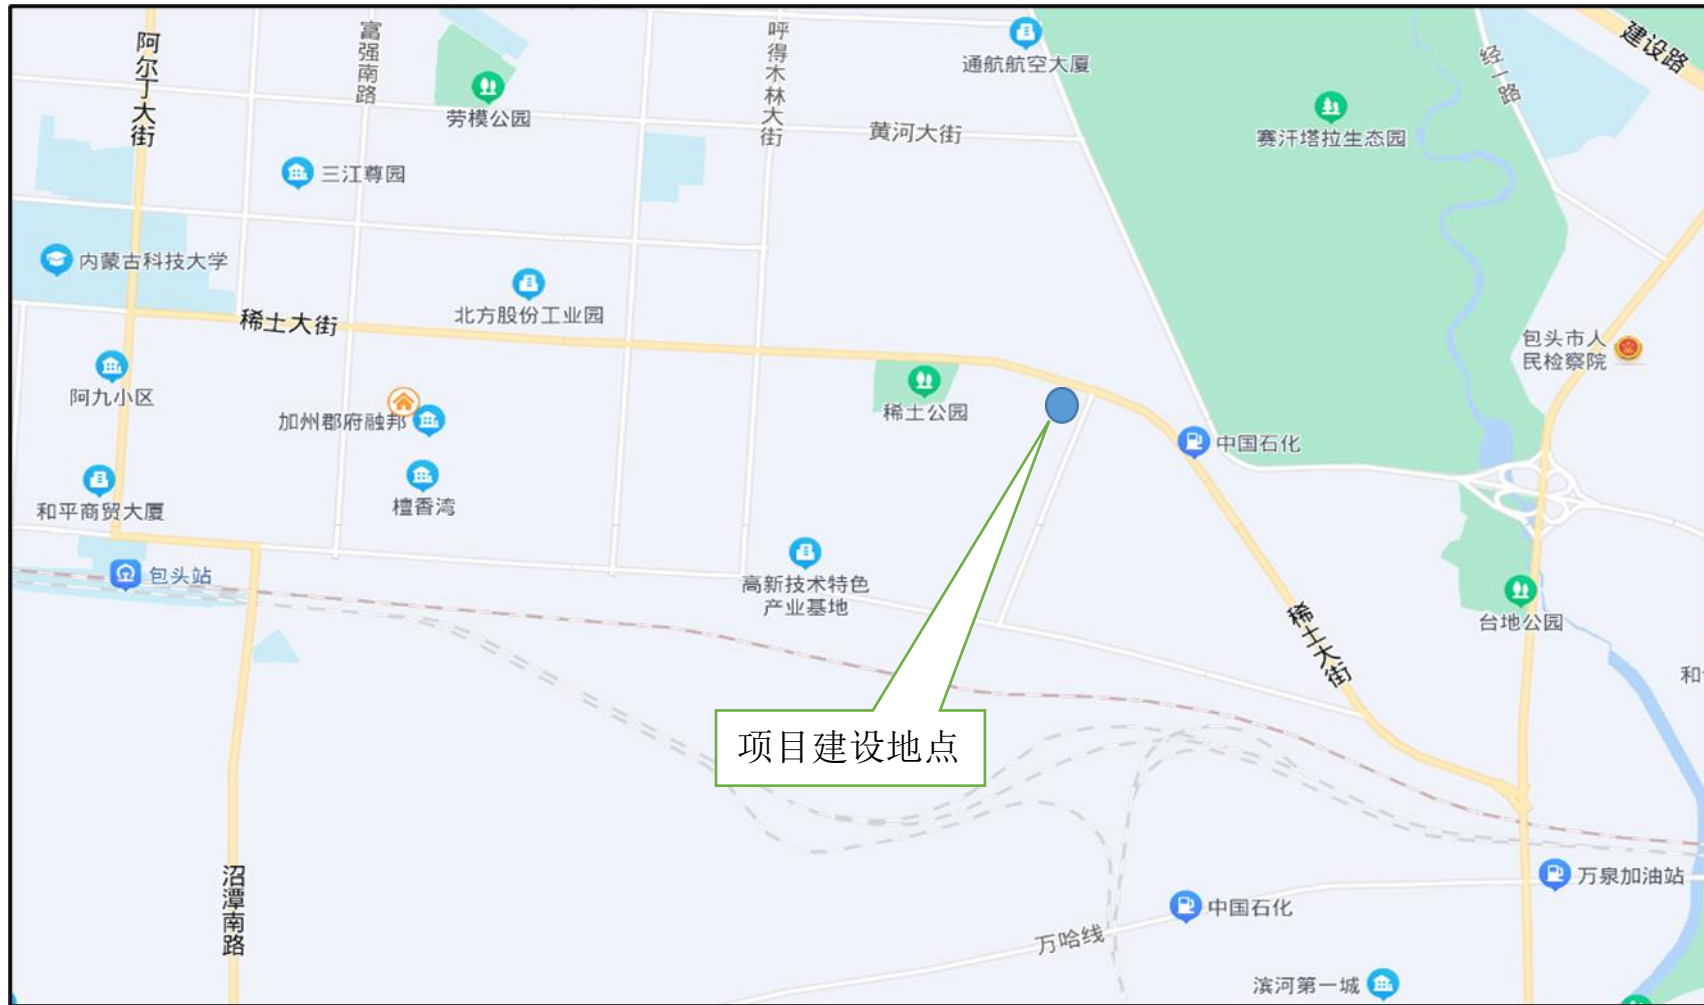 阿尔丁大街
富强南路
呼得木林大街
通航航空大厦
经一路
建设路
劳模公园
黄河大街
赛汗塔拉生态园
三江尊园
内蒙古科技大学
北方股份工业园
稀土大街
包头市人
民检察院
阿九小区
加州郡府融邦
稀土公园
中国石化
和平商贸大厦
檀香湾
包头站
高新技术特色
产业基地
台地公园
稀土大街
和
项目建设地点
沼潭南路
万泉加油站
中国石化
万哈线
滨河第一城